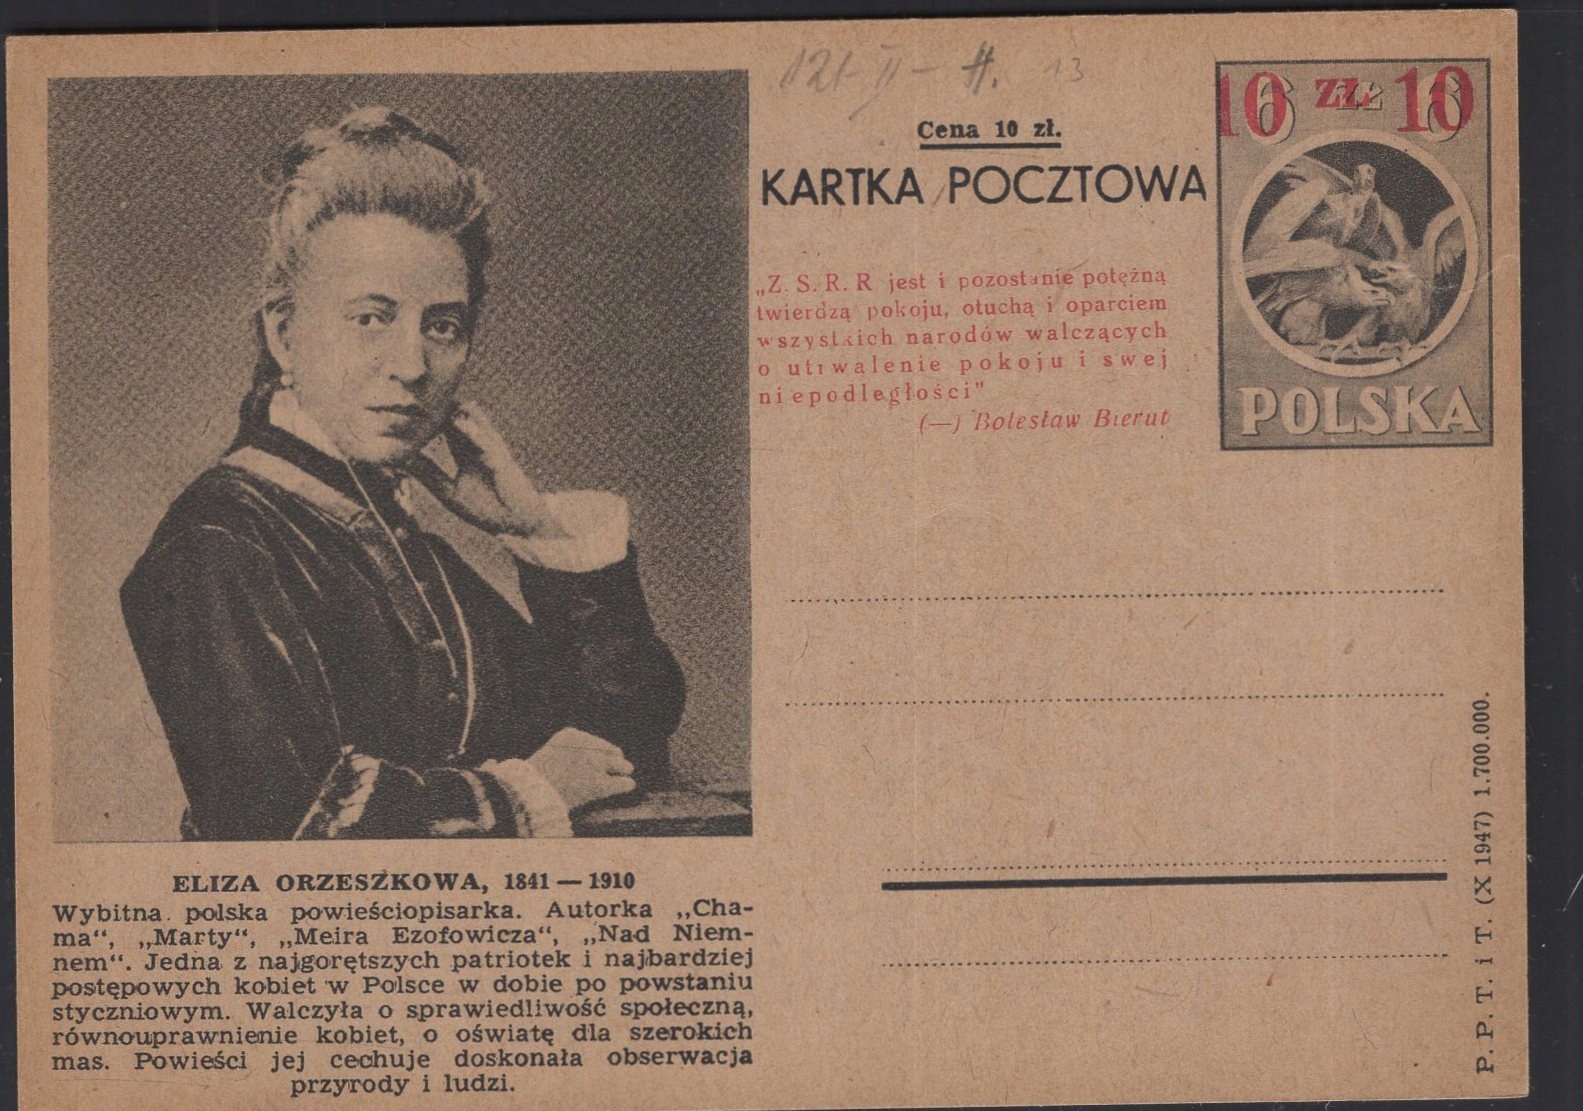 Cena 10 zł.
KARTKA POCZTOWA
10 ZŁ 10
POLSKA
„Z. S. R. R jest i pozostanie potężną
twierdzą pokoju, otuchą i oparciem
wszystkich narodów walczących
o utrwalenie pokoju i swej
niepodległości"
(—) Bolesław Bierut
ELIZA ORZESZKOWA, 1841 — 1910
Wybitna polska powieściopisarka. Autorka „Cha-
ma“, „Marty“, „Meira Ezofowicza“, „Nad Niem-
nem“. Jedna z najgorętszych patriotek i najbardziej
postępowych kobiet w Polsce w dobie po powstaniu
styczniowym. Walczyła o sprawiedliwość społeczną,
równouprawnienie kobiet, o oświatę dla szerokich
mas. Powieści jej cechuje doskonała obserwacja
przyrody i ludzi.
P. P. T. i T. (X 1947) 1.700.000.